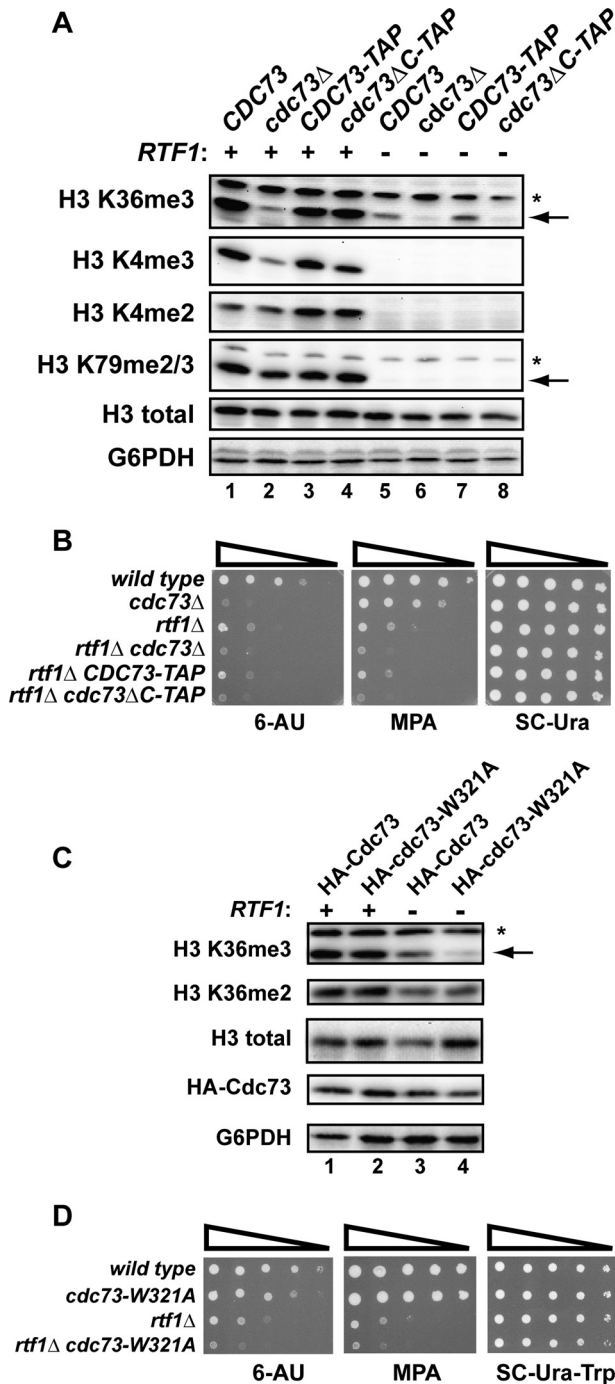 A
CDC73 cdc73Δ CDC73-TAP cdc73ΔC-TAP CDC73 cdc73Δ CDC73-TAP cdc73ΔC-TAP
RTF1: + + + + - - - -
H3 K36me3 *
H3 K4me3
H3 K4me2
H3 K79me2/3 *
H3 total
G6PDH
1 2 3 4 5 6 7 8
B
wild type
cdc73Δ
rtf1Δ
rtf1Δ cdc73Δ
rtf1Δ CDC73-TAP
rtf1Δ cdc73ΔC-TAP
6-AU MPA SC-Ura
C
HA-Cdc73 HA-cdc73-W321A HA-Cdc73 HA-cdc73-W321A
RTF1: + + - -
*
H3 K36me3
H3 K36me2
H3 total
HA-Cdc73
G6PDH
1 2 3 4
D
wild type
cdc73-W321A
rtf1Δ
rtf1Δ cdc73-W321A
6-AU MPA SC-Ura-Trp